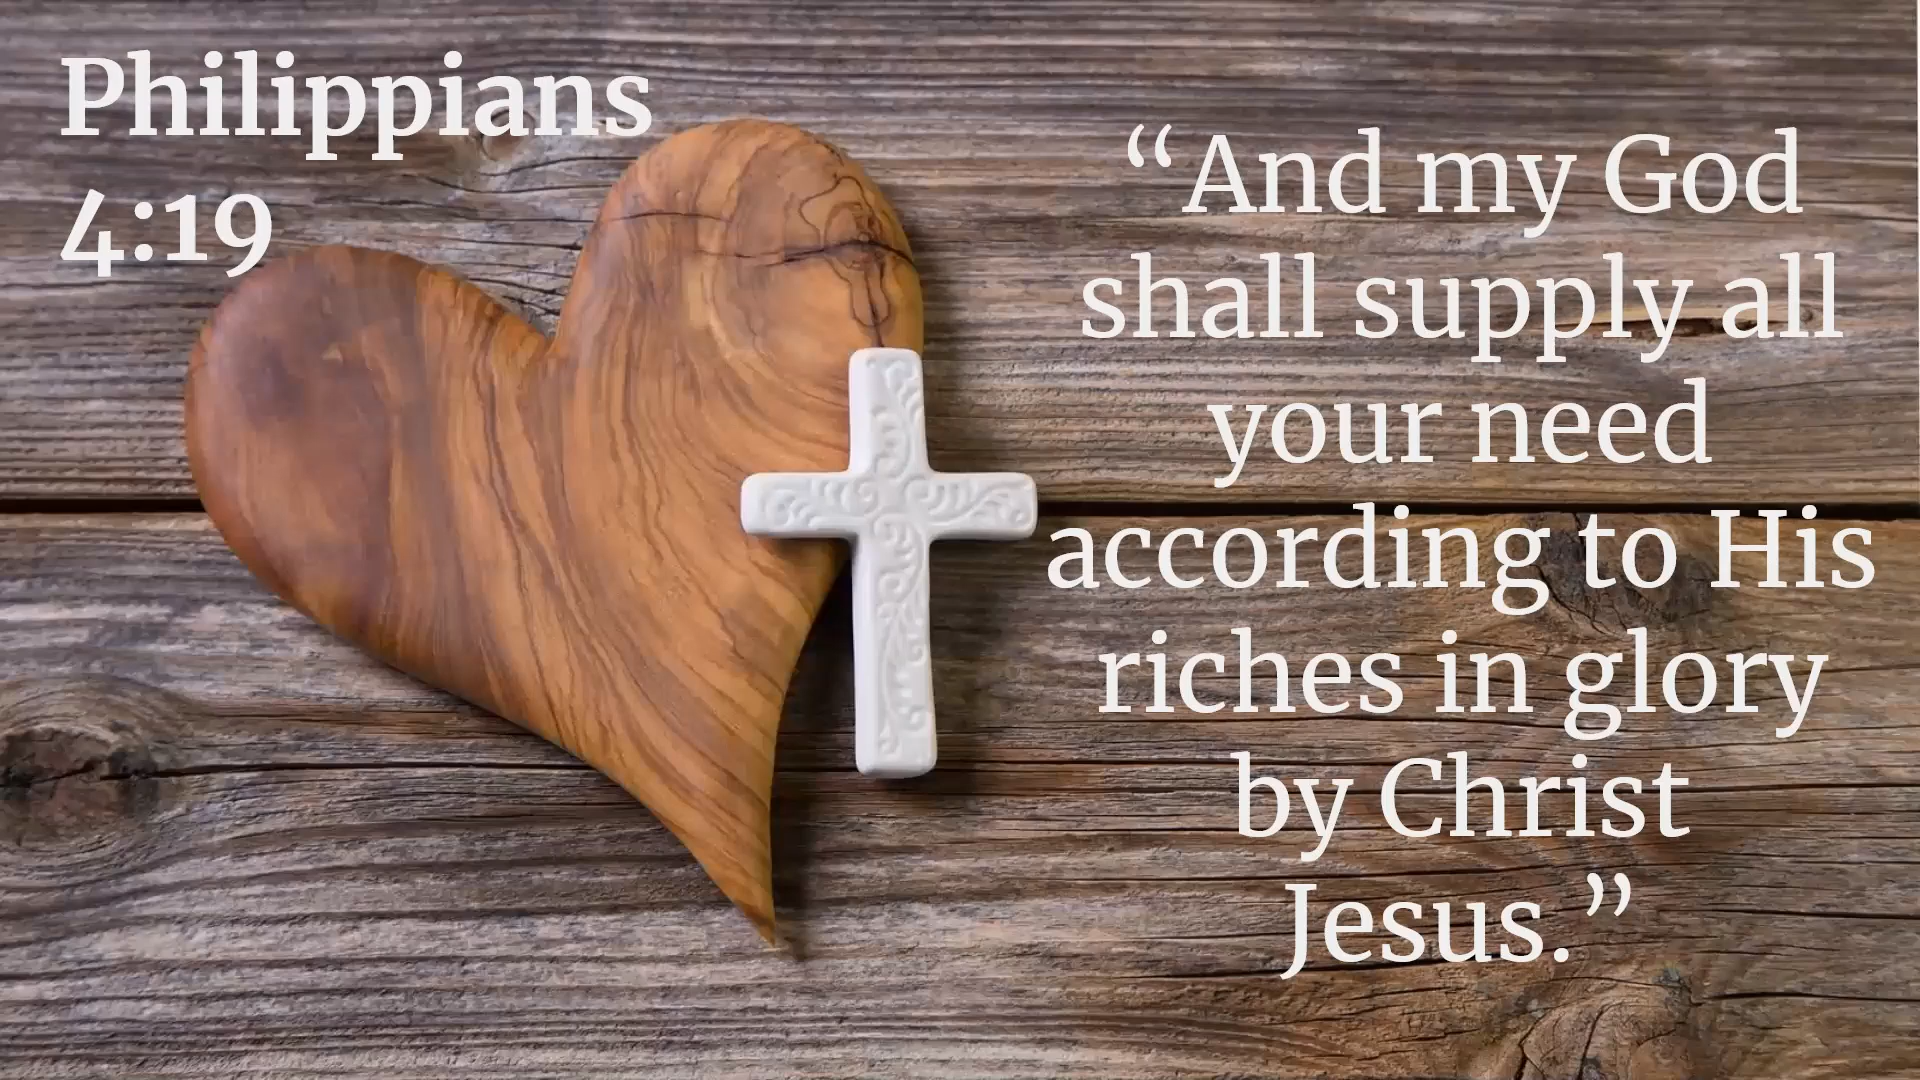 Philippians
4:19
“And my God
shall supply all
your need
according to His
riches in glory
by Christ
Jesus.”